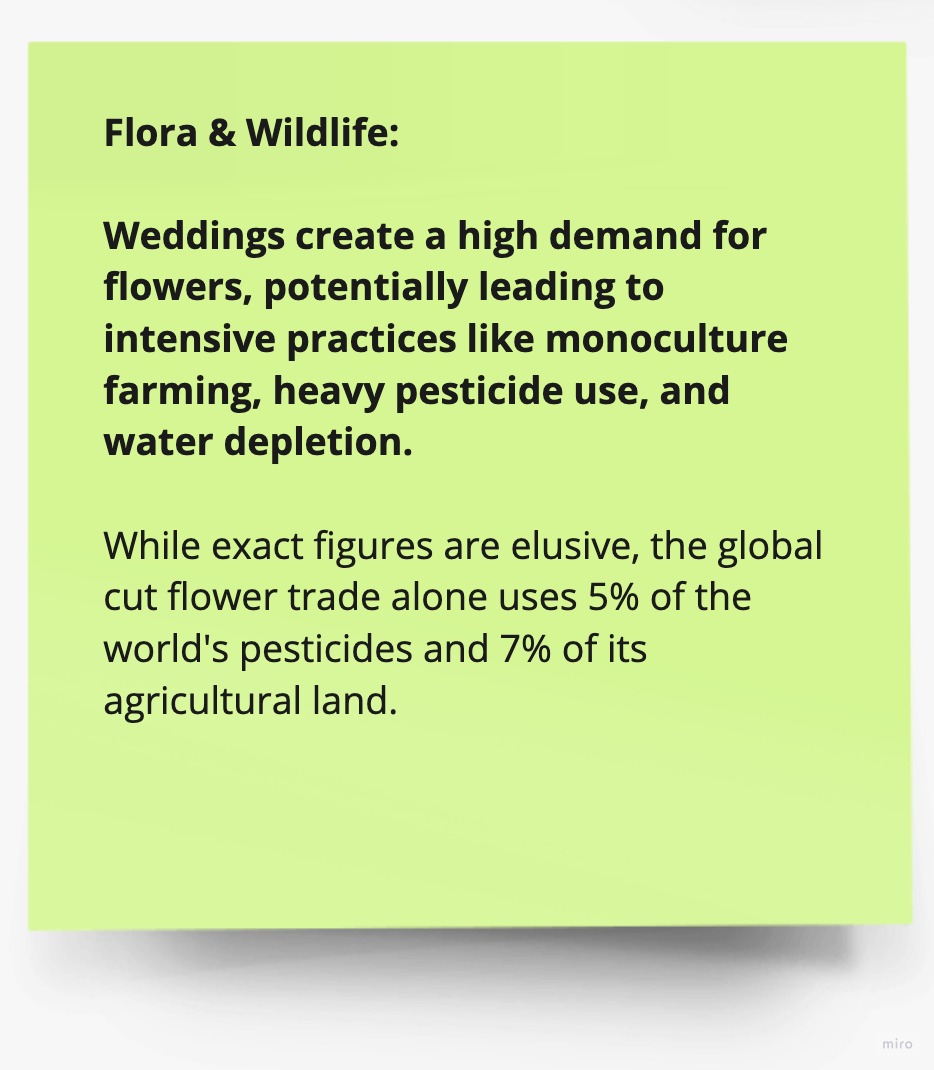 Flora & Wildlife:
Weddings create a high demand for
flowers, potentially leading to
intensive practices like monoculture
farming, heavy pesticide use, and
water depletion.
While exact figures are elusive, the global
cut flower trade alone uses 5% of the
world's pesticides and 7% of its
agricultural land.
miro